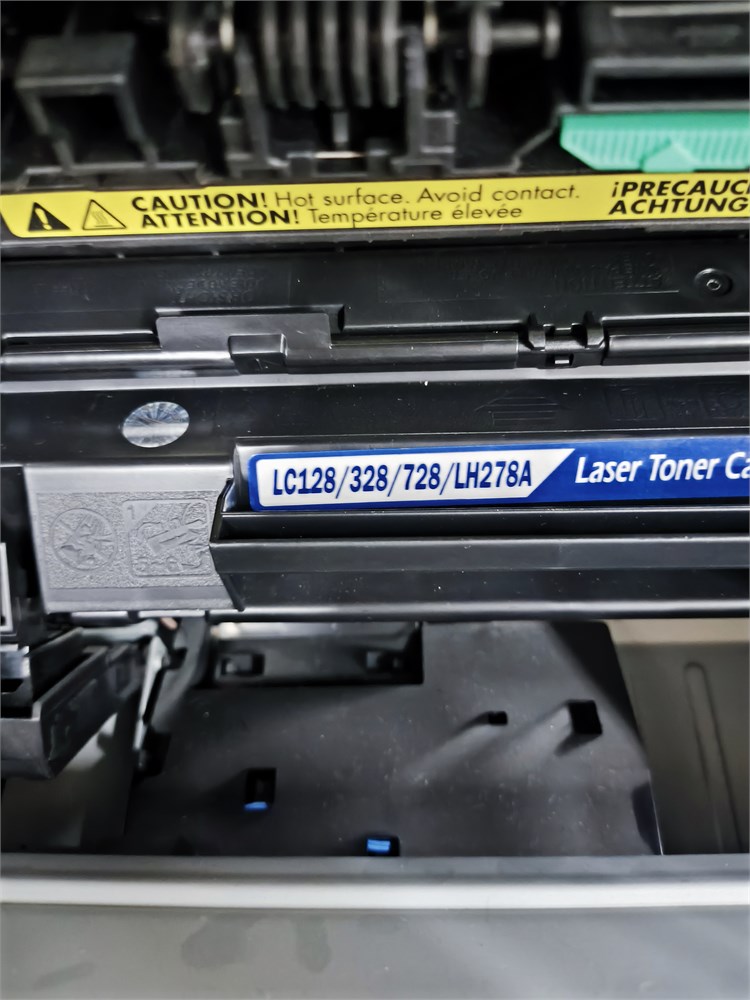 CAUTION! Hot surface. Avoid contact.
ATTENTION! Température élevée
¡PRECAUC
ACHTUNG
LC128/328/728/LH278A
Laser Toner Ca